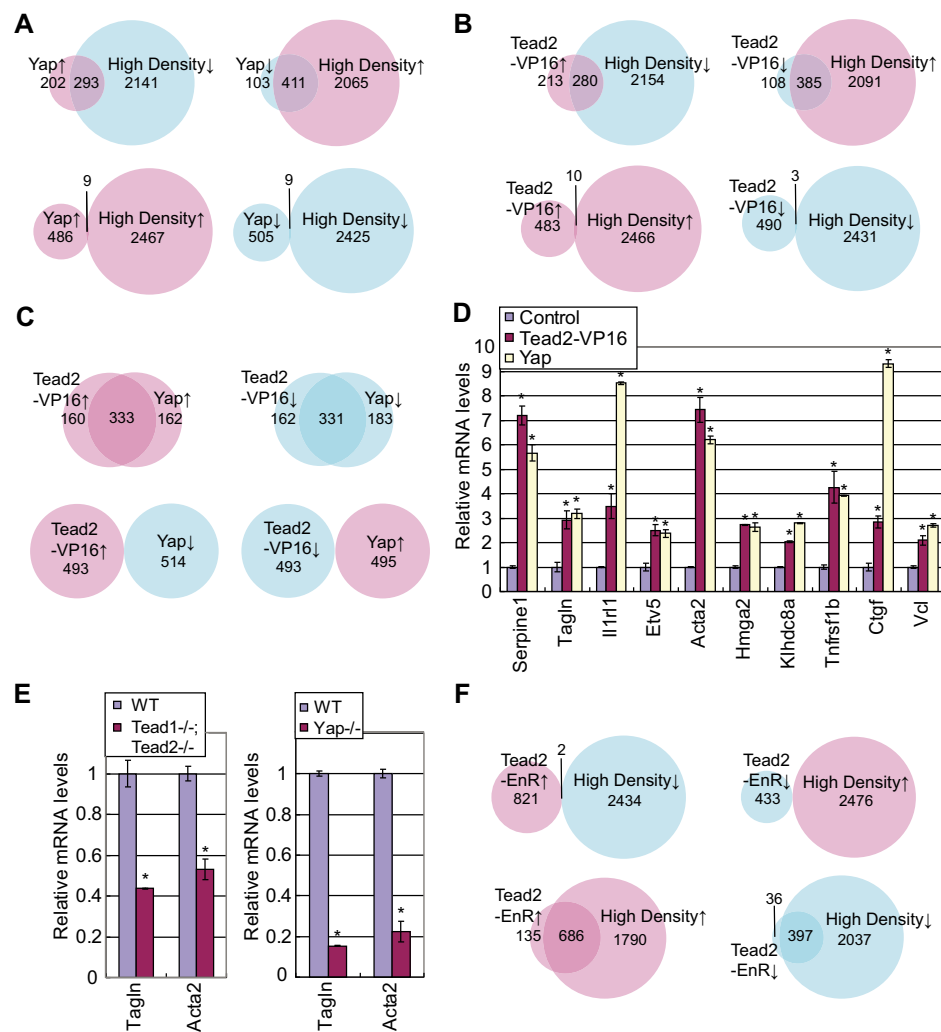 A
Yap↑
202
293
High Density↓
2141
Yap↓
103
411
High Density↑
2065
9
Yap↑
486
High Density↑
2467
9
Yap↓
505
High Density↓
2425
B
Tead2
-VP16↑
213
280
High Density↓
2154
Tead2
-VP16↓
108
385
High Density↑
2091
10
Tead2
-VP16↑
483
High Density↑
2466
3
Tead2
-VP16↓
490
High Density↓
2431
C
Tead2
-VP16↑
160
333
Yap↑
162
Tead2
-VP16↓
162
331
Yap↓
183
Tead2
-VP16↑
493
Yap↓
514
Tead2
-VP16↓
493
Yap↑
495
D
Control
Tead2-VP16
Yap
Relative mRNA levels
10
9
8
7
6
5
4
3
2
1
0
* * * * * * * * * * * * * * * * * * * *
Serpine1
Tagln
Il1rl1
Etv5
Acta2
Hmga2
Klhdc8a
Tnfrsf1b
Ctgf
Vcl
E
WT
Tead1-/-;
Tead2-/-
Relative mRNA levels
1
0.8
0.6
0.4
0.2
0
* *
Tagln
Acta2
WT
Yap-/-
Relative mRNA levels
1
0.8
0.6
0.4
0.2
0
* *
Tagln
Acta2
F
Tead2
-EnR↑
821
2
High Density↓
2434
Tead2
-EnR↓
433
High Density↑
2476
Tead2
-EnR↑
135
686
High Density↑
1790
36
Tead2
-EnR↓
397
High Density↓
2037